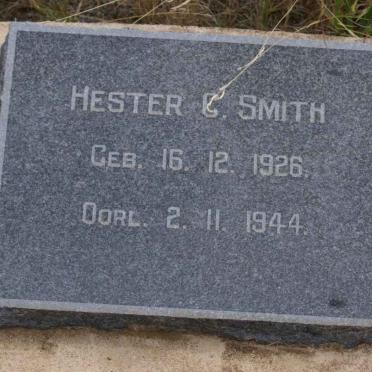 HESTER C. SMITH
GEB. 16. 12. 1926.
OORL. 2. 11. 1944.